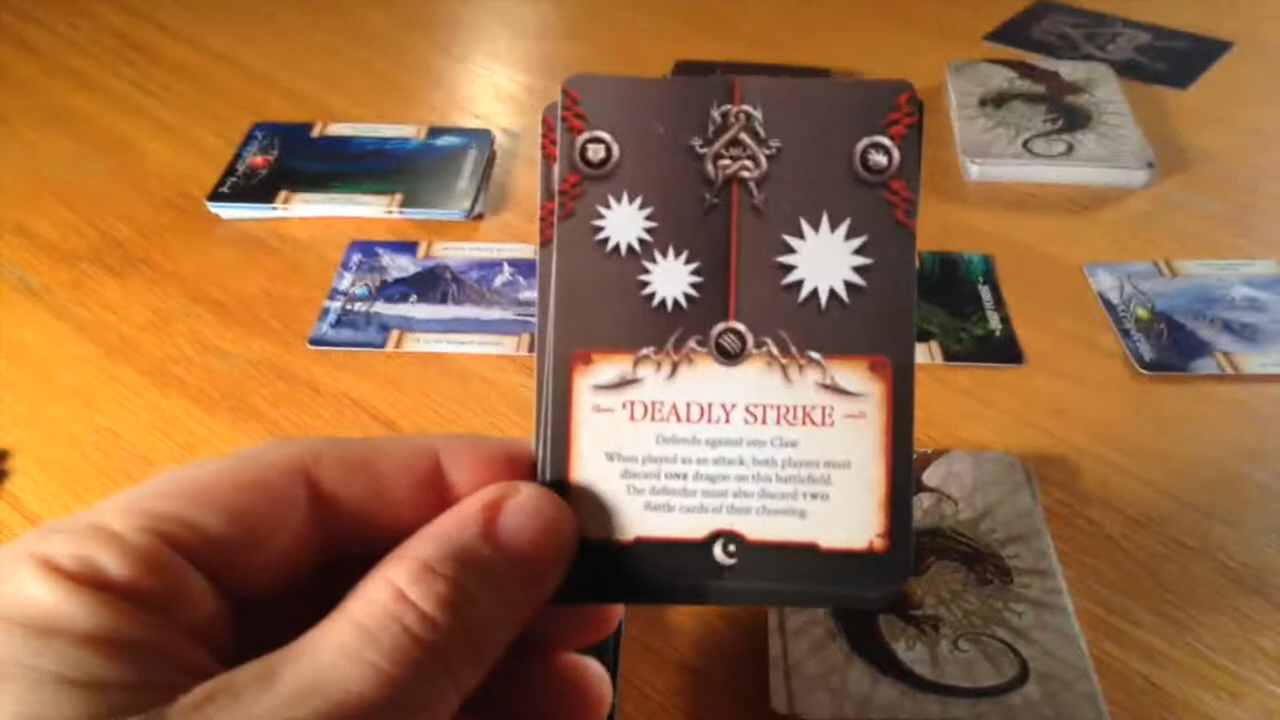 DEADLY STRIKE
Defends against one Claw
When played as an attack, both players must
discard ONE dragon on this battlefield.
The defender must also discard TWO
Battle cards of their choosing.